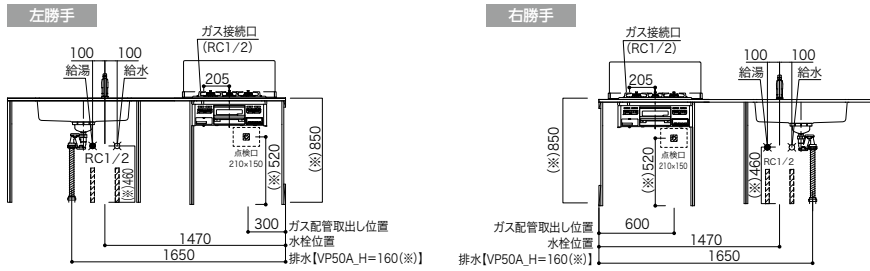 左勝手
ガス接続口
(RC1/2)
100 100
給湯 給水
205
RC1/2
点検口
210×150
(※)460
(※)520
(※)850
300 ガス配管取出し位置
1470 水栓位置
1650 排水【VP50A_H=160(※)】
右勝手
ガス接続口
(RC1/2)
205
100 100
給湯 給水
(※)850
点検口
210×150
(※)520
RC1/2
(※)460
ガス配管取出し位置 600
水栓位置 1470
排水【VP50A_H=160(※)】 1650